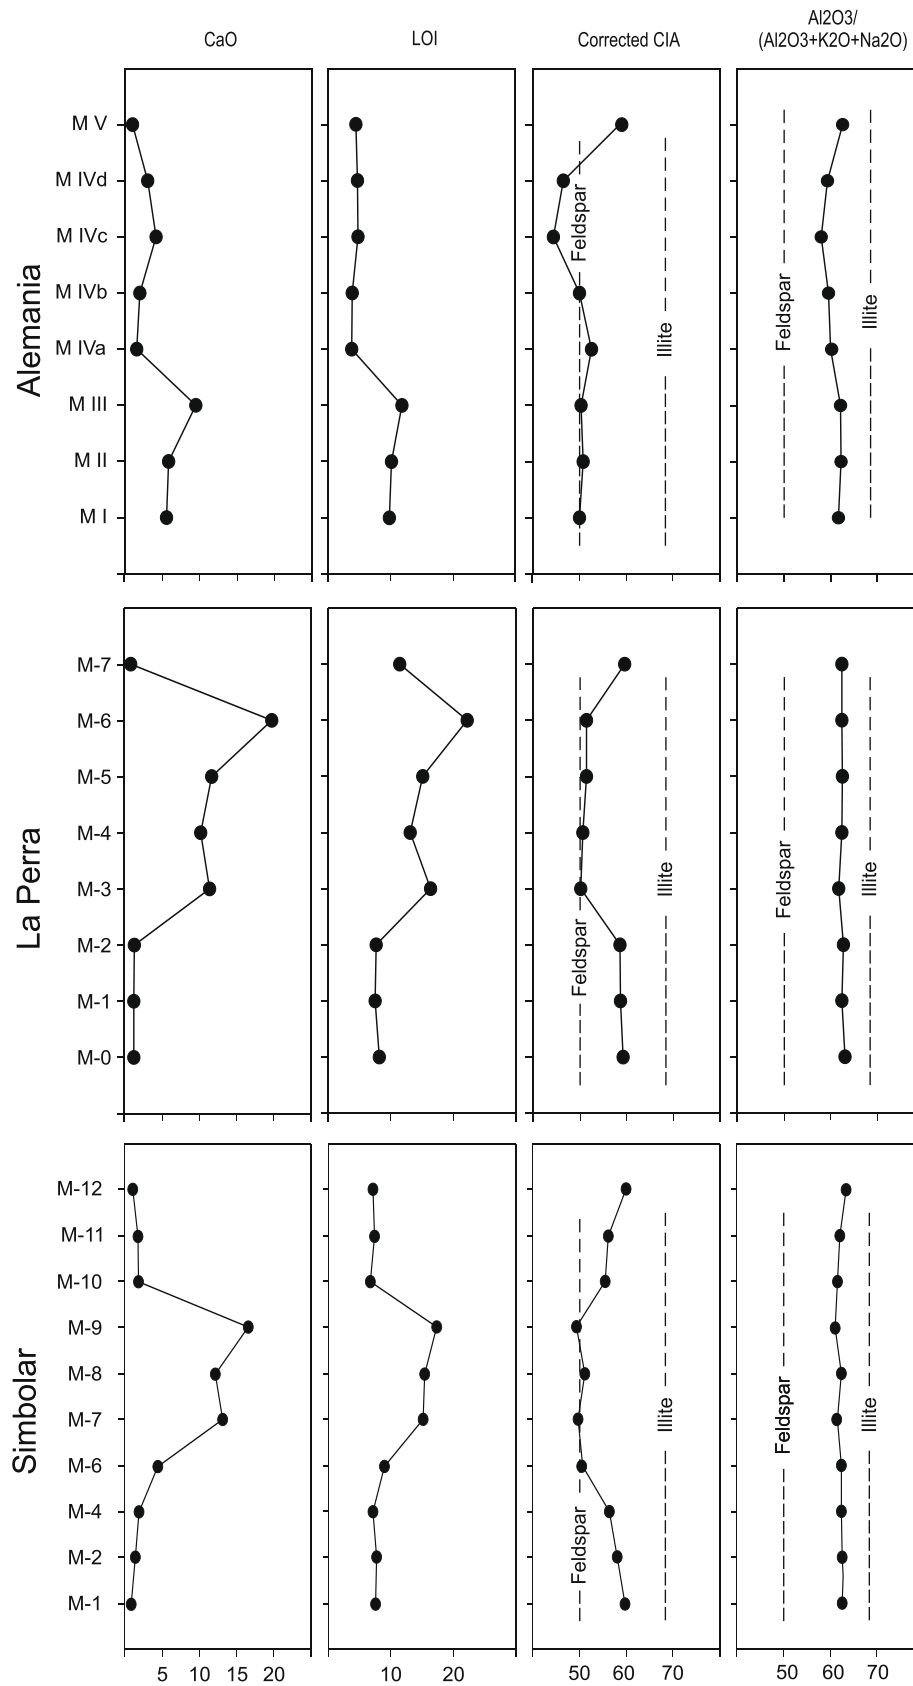 CaO
LOI
Corrected CIA
Al2O3/
(Al2O3+K2O+Na2O)
Alemania
M V
M IVd
M IVc
M IVb
M IVa
M III
M II
M I
Feldspar
Illite
Feldspar
Illite
La Perra
M-7
M-6
M-5
M-4
M-3
M-2
M-1
M-0
Feldspar
Illite
Feldspar
Illite
Simbolar
M-12
M-11
M-10
M-9
M-8
M-7
M-6
M-4
M-2
M-1
Feldspar
Illite
Feldspar
Illite
5 10 15 20
10 20
50 60 70
50 60 70